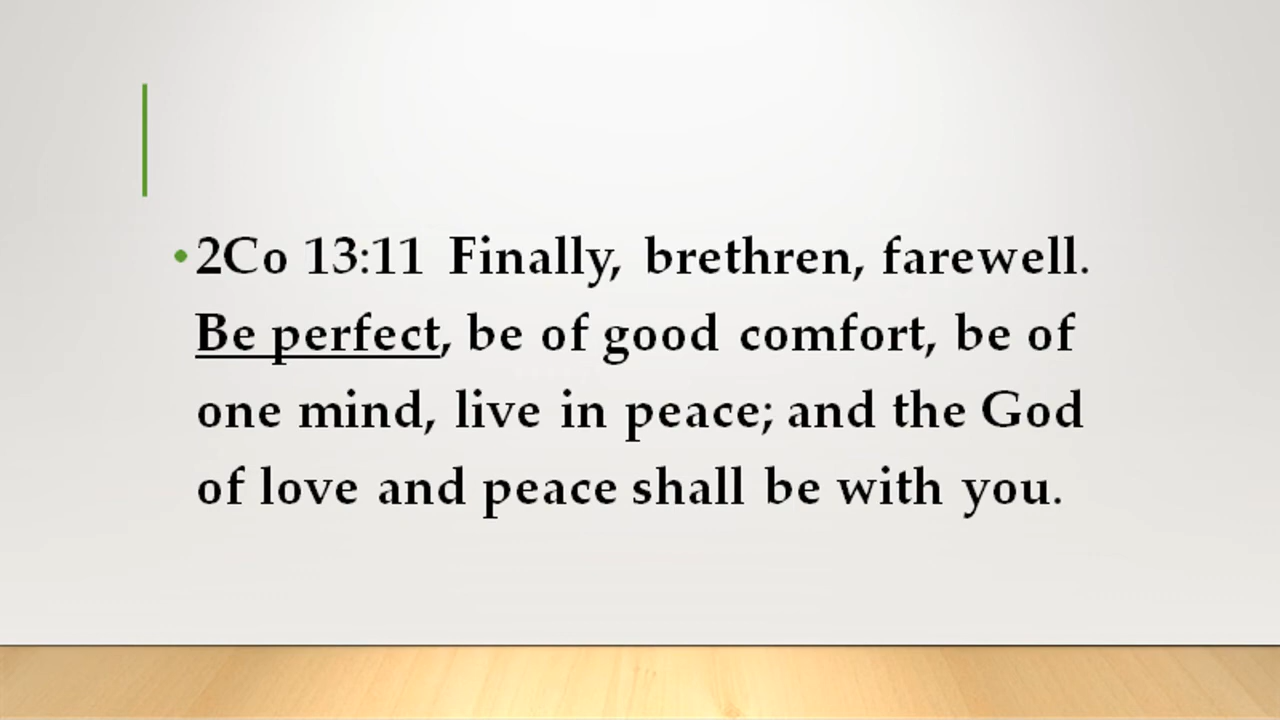 • 2Co 13:11 Finally, brethren, farewell.
Be perfect, be of good comfort, be of
one mind, live in peace; and the God
of love and peace shall be with you.